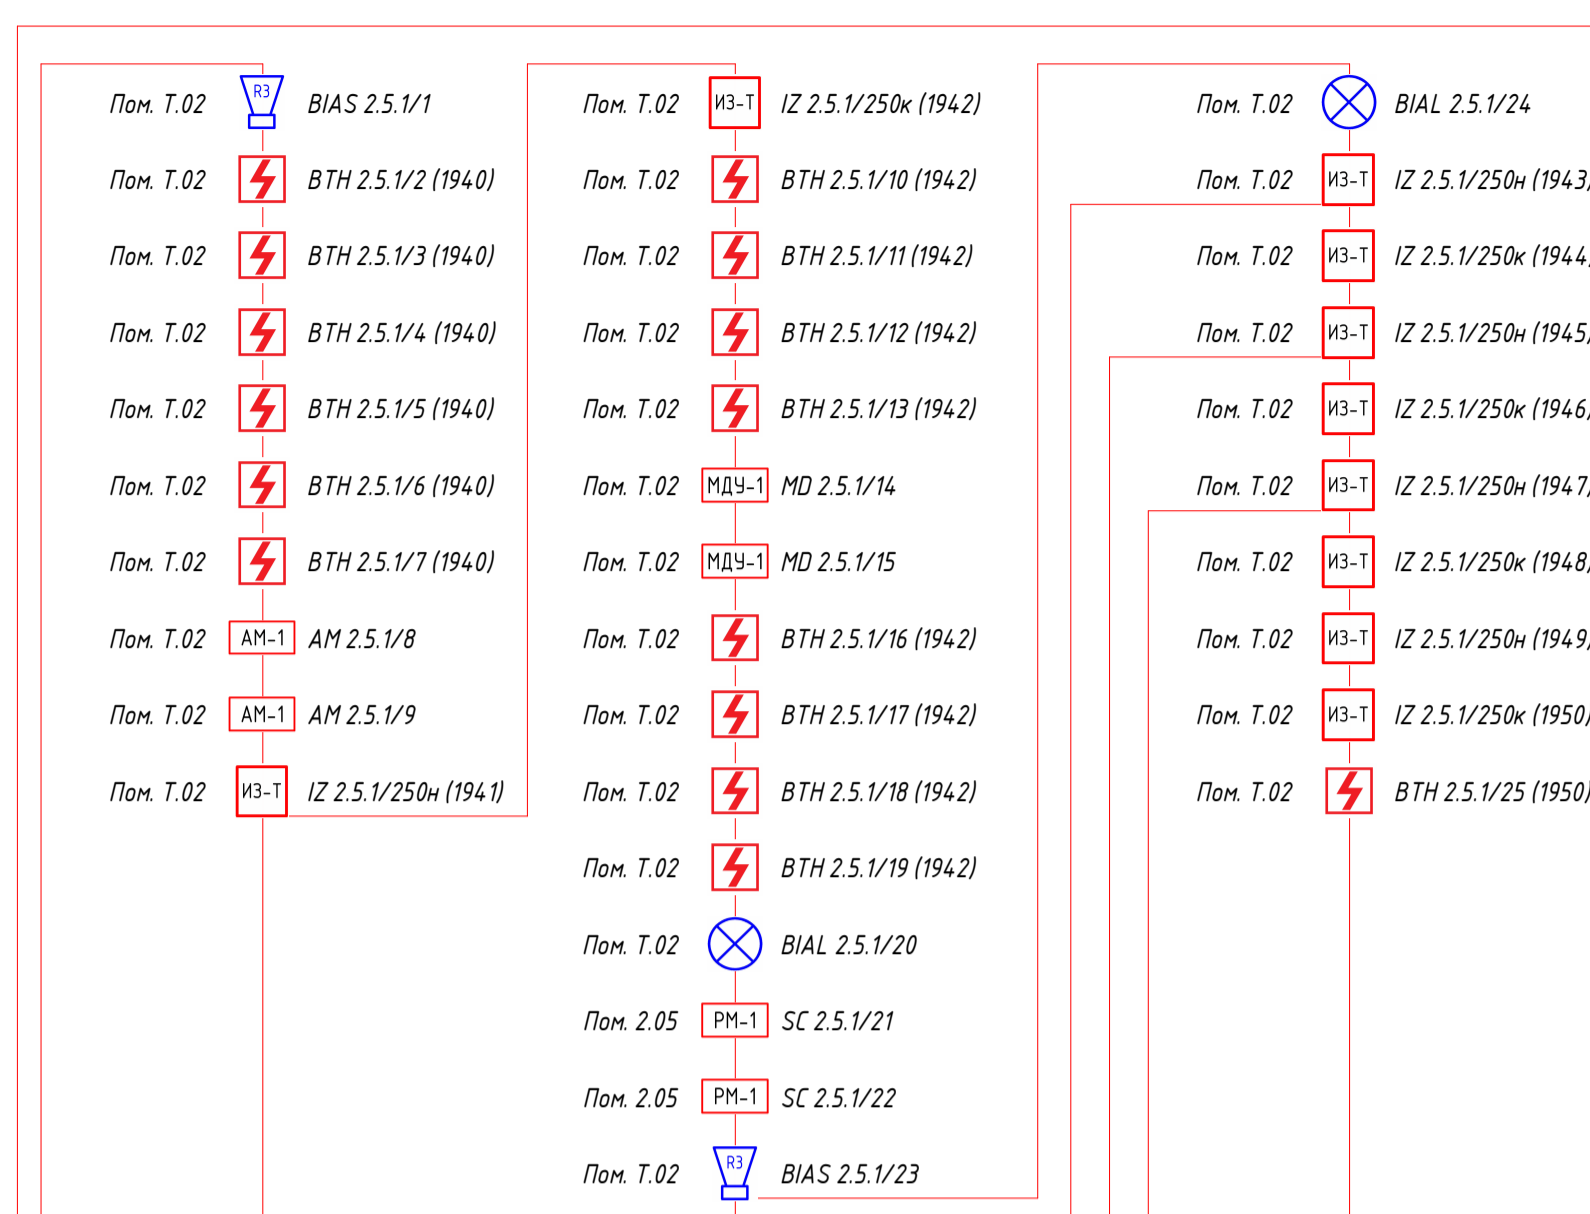 Пом. Т.02 R3 BIAS 2.5.1/1
Пом. Т.02 BTH 2.5.1/2 (1940)
Пом. Т.02 BTH 2.5.1/3 (1940)
Пом. Т.02 BTH 2.5.1/4 (1940)
Пом. Т.02 BTH 2.5.1/5 (1940)
Пом. Т.02 BTH 2.5.1/6 (1940)
Пом. Т.02 BTH 2.5.1/7 (1940)
Пом. Т.02 АМ-1 AM 2.5.1/8
Пом. Т.02 АМ-1 AM 2.5.1/9
Пом. Т.02 ИЗ-Т IZ 2.5.1/250н (1941)
Пом. Т.02 ИЗ-Т IZ 2.5.1/250к (1942)
Пом. Т.02 BTH 2.5.1/10 (1942)
Пом. Т.02 BTH 2.5.1/11 (1942)
Пом. Т.02 BTH 2.5.1/12 (1942)
Пом. Т.02 BTH 2.5.1/13 (1942)
Пом. Т.02 МДУ-1 MD 2.5.1/14
Пом. Т.02 МДУ-1 MD 2.5.1/15
Пом. Т.02 BTH 2.5.1/16 (1942)
Пом. Т.02 BTH 2.5.1/17 (1942)
Пом. Т.02 BTH 2.5.1/18 (1942)
Пом. Т.02 BTH 2.5.1/19 (1942)
Пом. Т.02 BIAL 2.5.1/20
Пом. 2.05 РМ-1 SC 2.5.1/21
Пом. 2.05 РМ-1 SC 2.5.1/22
Пом. Т.02 R3 BIAS 2.5.1/23
Пом. Т.02 BIAL 2.5.1/24
Пом. Т.02 ИЗ-Т IZ 2.5.1/250н (1943)
Пом. Т.02 ИЗ-Т IZ 2.5.1/250к (1944)
Пом. Т.02 ИЗ-Т IZ 2.5.1/250н (1945)
Пом. Т.02 ИЗ-Т IZ 2.5.1/250к (1946)
Пом. Т.02 ИЗ-Т IZ 2.5.1/250н (1947)
Пом. Т.02 ИЗ-Т IZ 2.5.1/250к (1948)
Пом. Т.02 ИЗ-Т IZ 2.5.1/250н (1949)
Пом. Т.02 ИЗ-Т IZ 2.5.1/250к (1950)
Пом. Т.02 BTH 2.5.1/25 (1950)